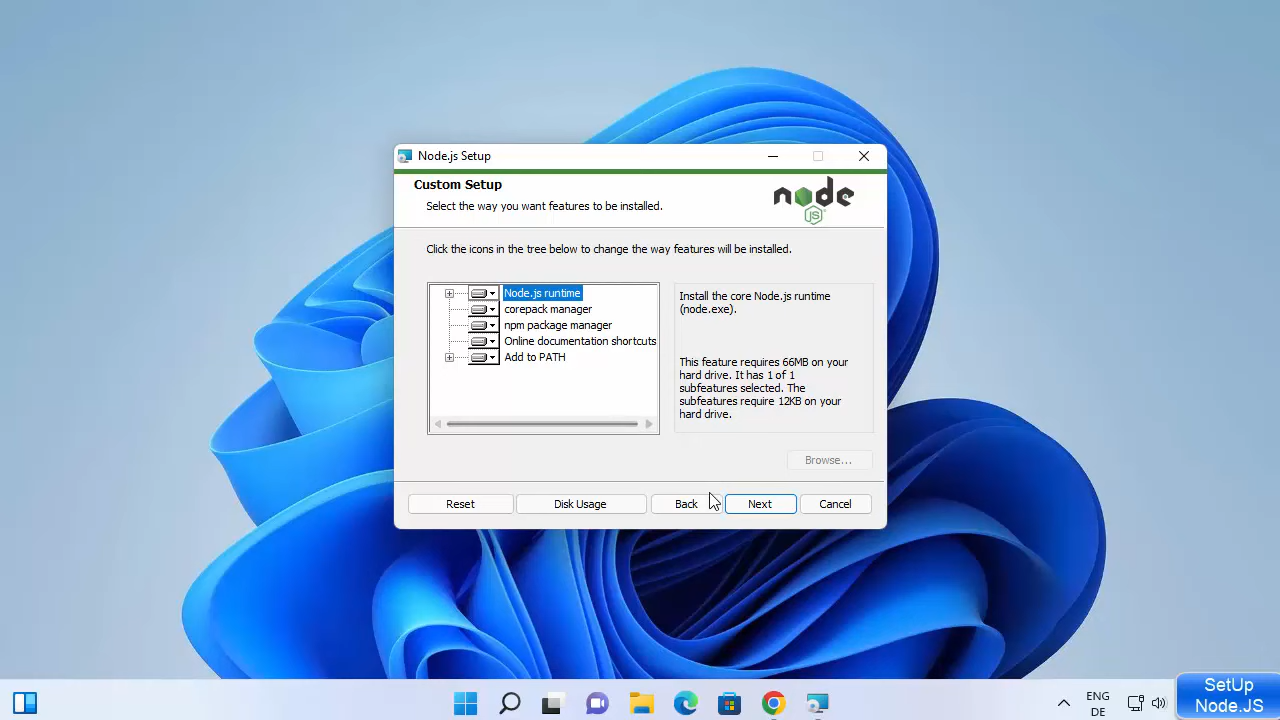 Node.js Setup
Custom Setup
Select the way you want features to be installed.
node
JS
Click the icons in the tree below to change the way features will be installed.
Node.js runtime
corepack manager
npm package manager
Online documentation shortcuts
Add to PATH
Install the core Node.js runtime
(node.exe).
This feature requires 66MB on your
hard drive. It has 1 of 1
subfeatures selected. The
subfeatures require 12KB on your
hard drive.
Browse...
Reset
Disk Usage
Back
Next
Cancel
ENG
DE
SetUp
Node.JS